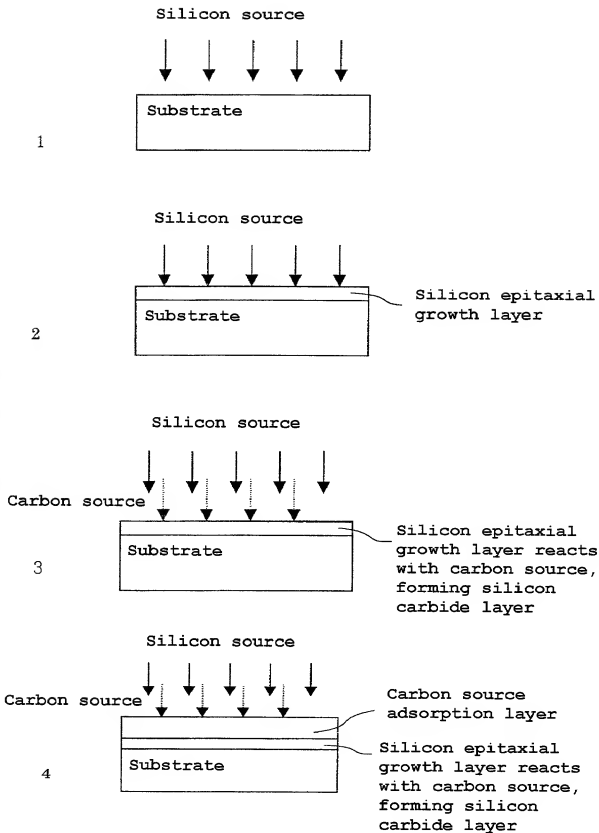 Silicon source
Substrate
1
Silicon source
Silicon epitaxial
growth layer
Substrate
2
Silicon source
Carbon source
Silicon epitaxial
growth layer reacts
with carbon source,
forming silicon
carbide layer
Substrate
3
Silicon source
Carbon source
Carbon source
adsorption layer
Silicon epitaxial
growth layer reacts
with carbon source,
forming silicon
carbide layer
Substrate
4